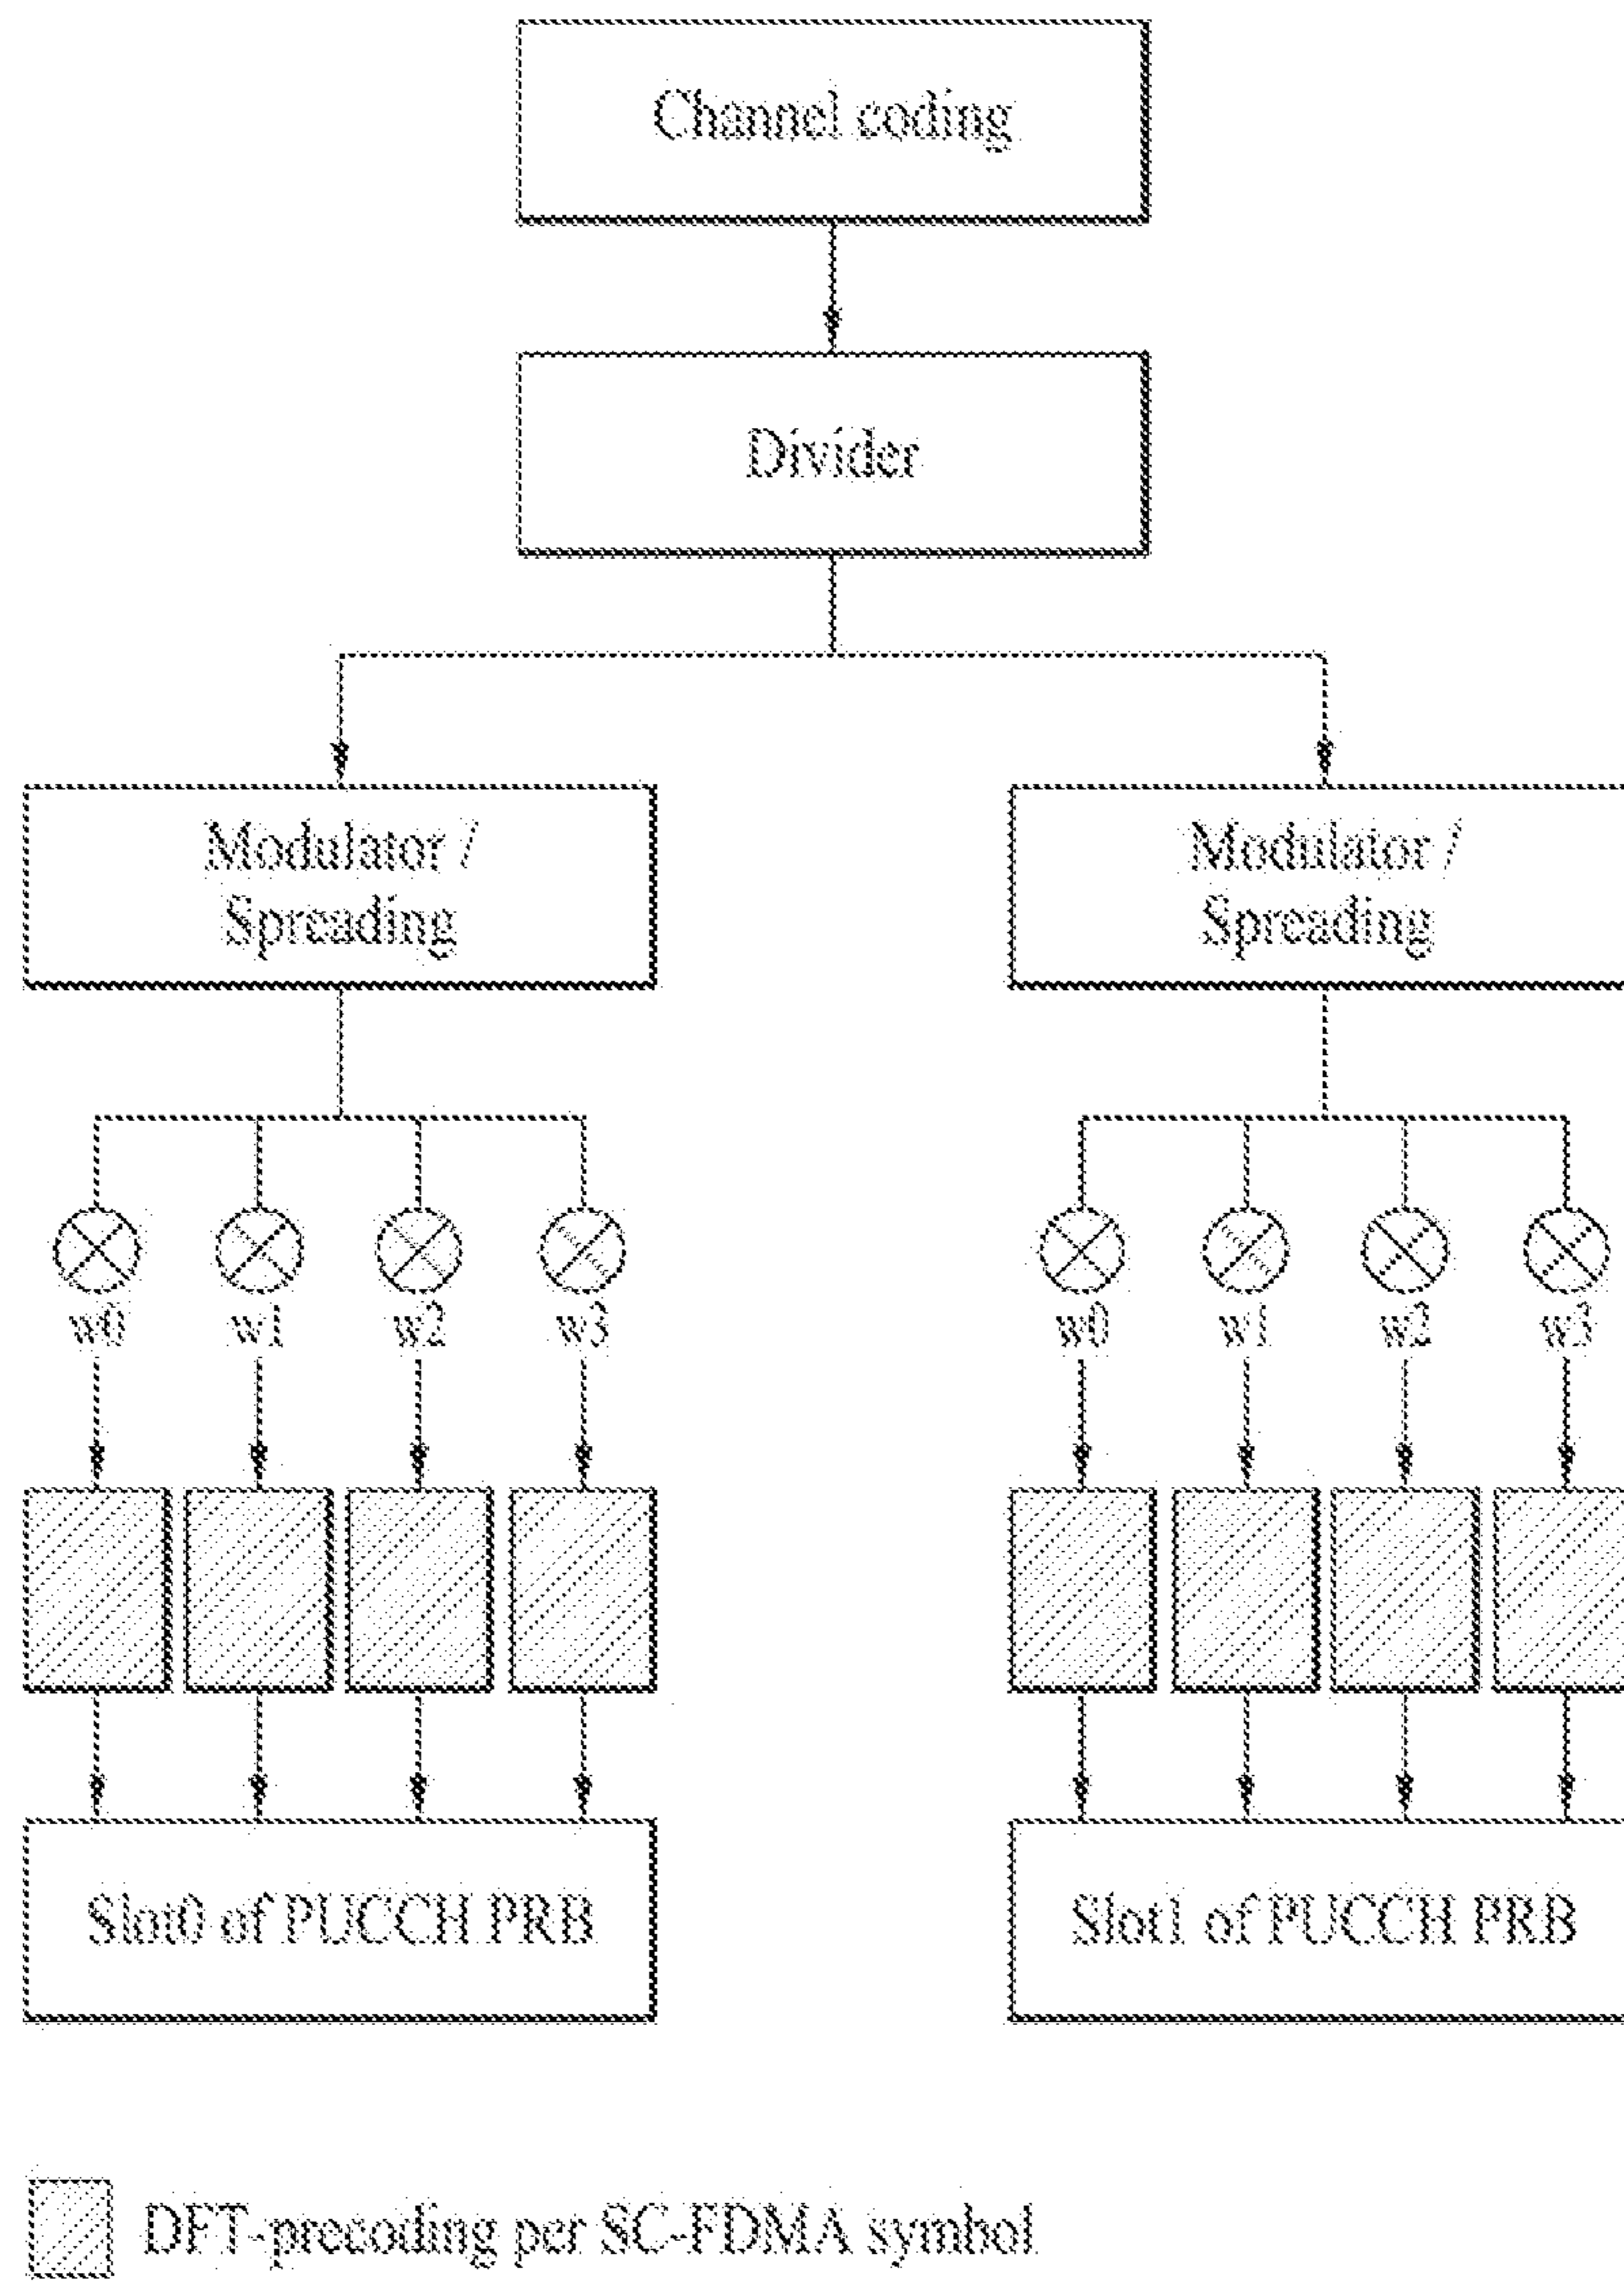 Channel coding
Divider
Modulator /
Spreading
Modulator /
Spreading
w0 w1 w2 w3
w0 w1 w2 w3
Slot0 of PUCCH PRB
Slot1 of PUCCH PRB
DFT-precoding per SC-FDMA symbol